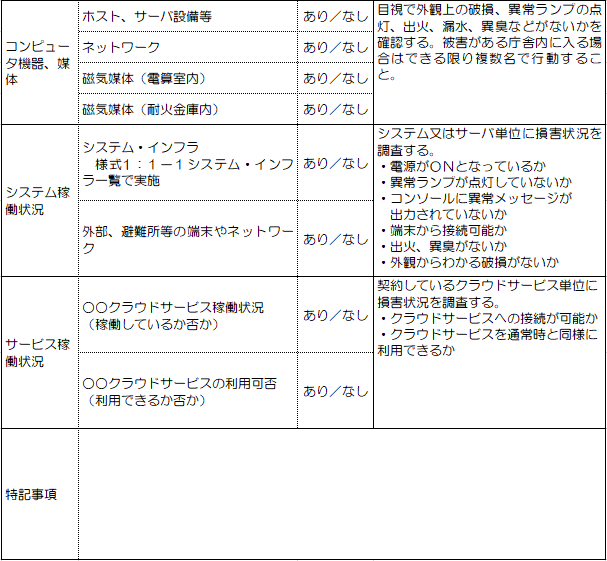 コンピュー
タ機器、媒
体
ホスト、サーバ設備等
あり／なし
ネットワーク
あり／なし
磁気媒体（電算室内）
あり／なし
磁気媒体（耐火金庫内）
あり／なし
目視で外観上の破損、異常ランプの点
灯、出火、漏水、異臭などがないかを
確認する。被害がある庁舎内に入る場
合はできる限り複数名で行動するこ
と。
システム稼
働状況
システム・インフラ
様式１：１－１システム・インフ
ラ一覧で実施
あり／なし
外部、避難所等の端末やネットワー
ク
あり／なし
システム又はサーバ単位に損害状況を
調査する。
・電源がＯＮとなっているか
・異常ランプが点灯していないか
・コンソールに異常メッセージが
出力されていないか
・端末から接続可能か
・出火、異臭がないか
・外観からわかる破損がないか
サービス稼
働状況
〇〇クラウドサービス稼働状況
（稼働しているか否か）
あり／なし
〇〇クラウドサービスの利用可否
（利用できるか否か）
あり／なし
契約しているクラウドサービス単位に
損害状況を調査する。
・クラウドサービスへの接続が可能か
・クラウドサービスを通常時と同様に
利用できるか
特記事項